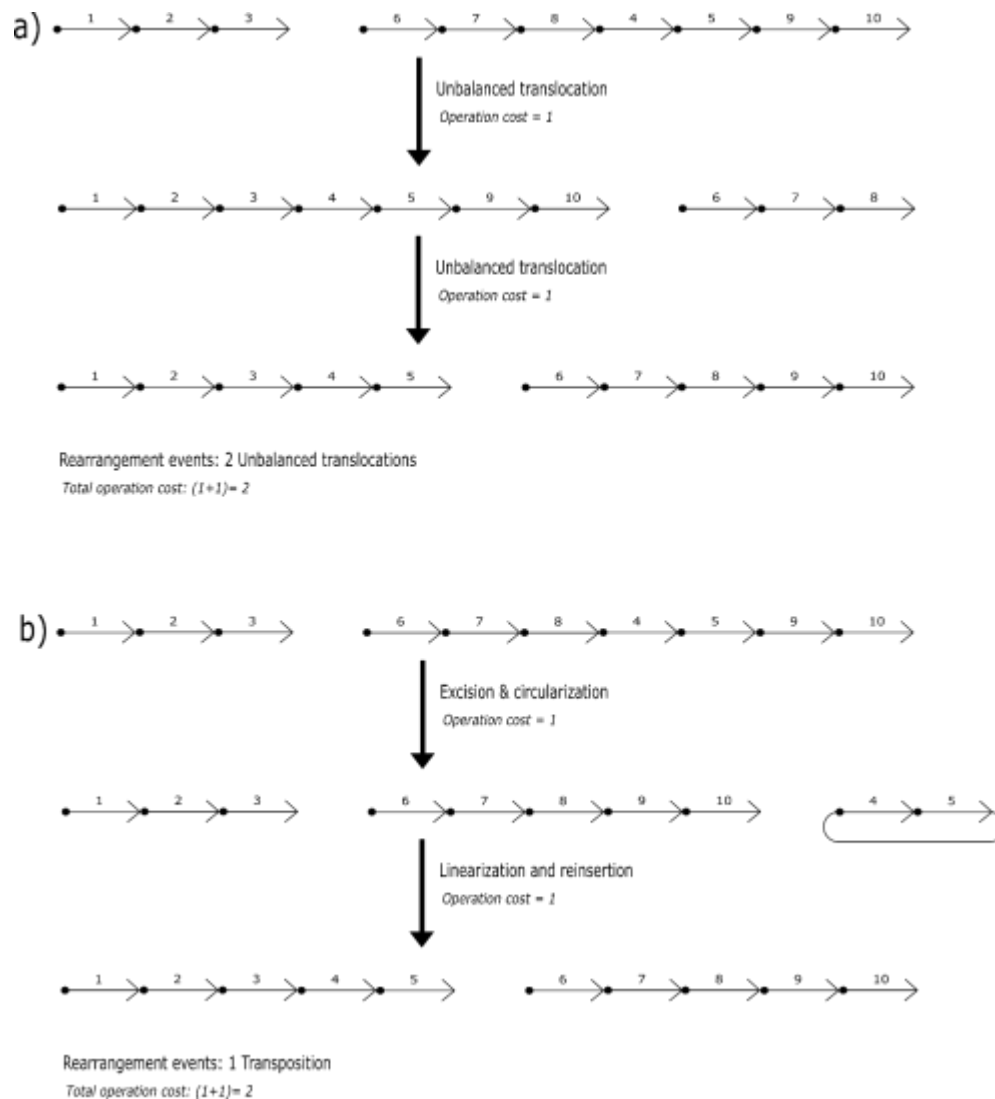 a)
1 2 3 6 7 8 4 5 9 10
Unbalanced translocation
Operation cost = 1
1 2 3 4 5 9 10 6 7 8
Unbalanced translocation
Operation cost = 1
1 2 3 4 5 6 7 8 9 10
Rearrangement events: 2 Unbalanced translocations
Total operation cost: (1+1)= 2
b)
1 2 3 6 7 8 4 5 9 10
Excision & circularization
Operation cost = 1
1 2 3 6 7 8 9 10 4 5
Linearization and reinsertion
Operation cost = 1
1 2 3 4 5 6 7 8 9 10
Rearrangement events: 1 Transposition
Total operation cost: (1+1)= 2